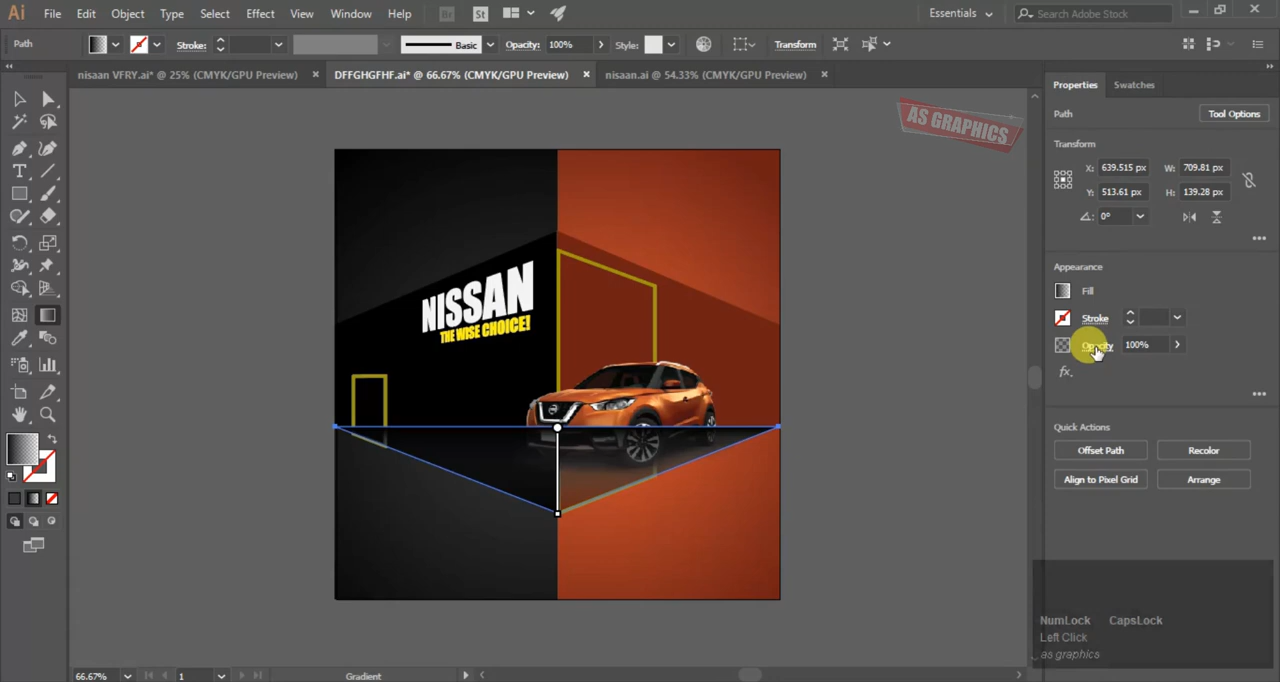 Ai File Edit Object Type Select Effect View Window Help Br St Essentials Search Adobe Stock
Path Stroke: Basic Opacity: 100% Style: Transform
nisaan VFRY.ai* @ 25% (CMYK/GPU Preview) × DFFGHGFHF.ai* @ 66.67% (CMYK/GPU Preview) × nisaan.ai @ 54.33% (CMYK/GPU Preview) ×
AS GRAPHICS
NISSAN
THE WISE CHOICE!
Properties Swatches
Path Tool Options
Transform
X: 639.515 px W: 709.81 px
Y: 513.61 px H: 139.28 px
0°
Appearance
Fill
Stroke
Opacity 100%
fx.
Quick Actions
Offset Path Recolor
Align to Pixel Grid Arrange
NumLock CapsLock
Left Click
as graphics
66.67% 1 Gradient